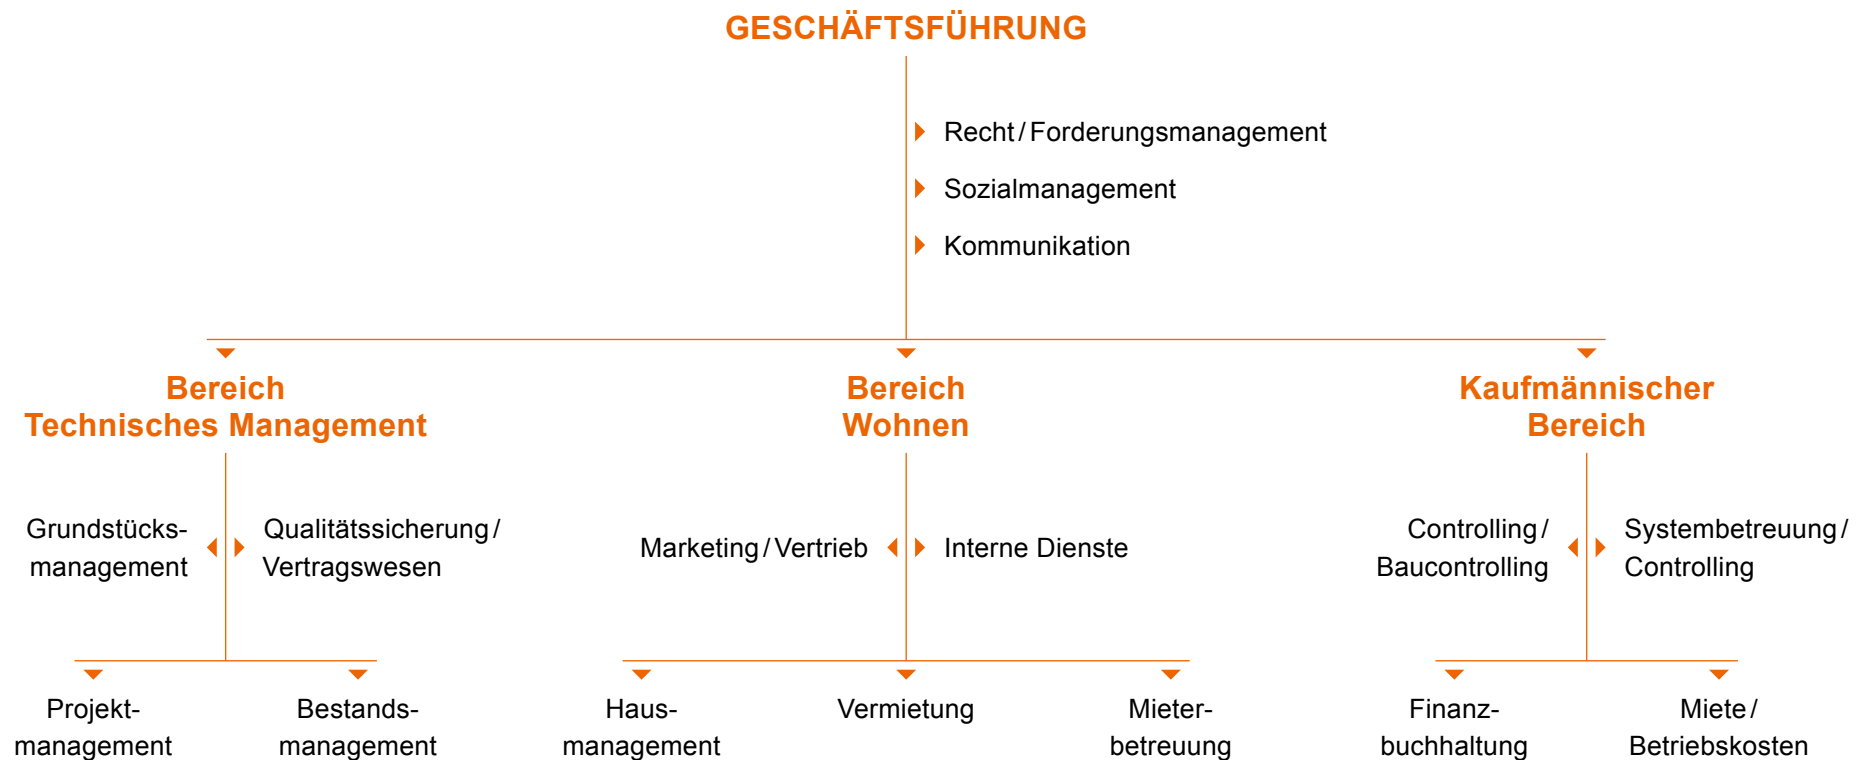 GESCHÄFTSFÜHRUNG
Recht / Forderungsmanagement
Sozialmanagement
Kommunikation
Bereich
Technisches Management
Bereich
Wohnen
Kaufmännischer
Bereich
Grundstücks-
management
Qualitätssicherung /
Vertragswesen
Marketing / Vertrieb
Interne Dienste
Controlling /
Baucontrolling
Systembetreuung /
Controlling
Projekt-
management
Bestands-
management
Haus-
management
Vermietung
Mieter-
betreuung
Finanz-
buchhaltung
Miete /
Betriebskosten